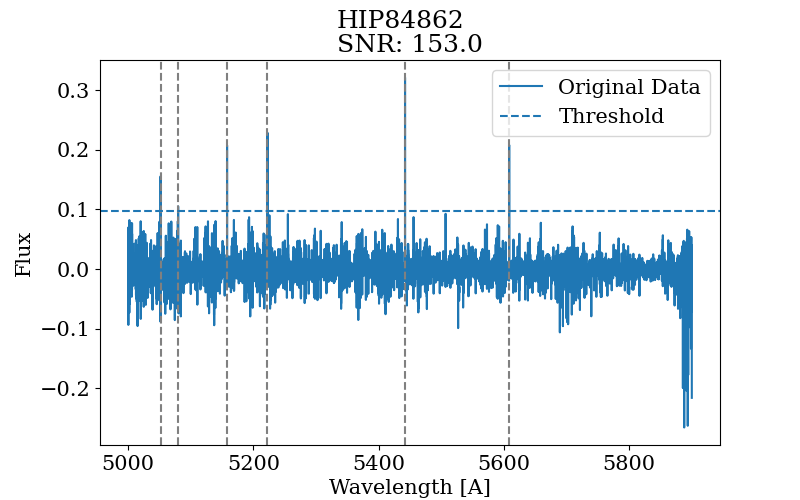 HIP84862
SNR: 153.0
Original Data
Threshold
0.3
0.2
0.1
0.0
−0.1
−0.2
Flux
5000 5200 5400 5600 5800
Wavelength [A]